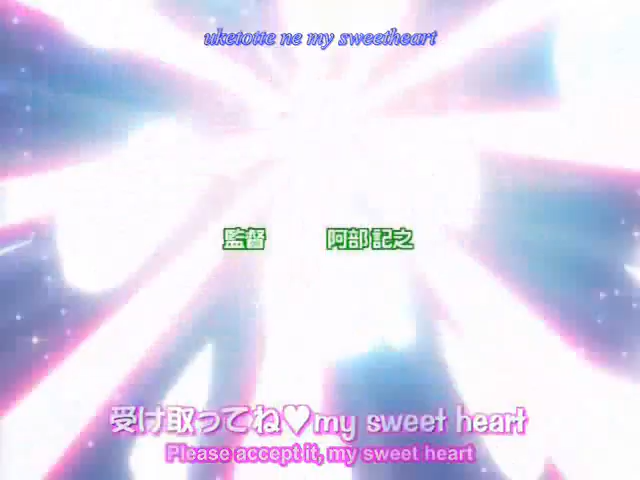 uketotte ne my sweetheart
監督 阿部記之
受け取ってね♥my sweet heart
Please accept it, my sweet heart